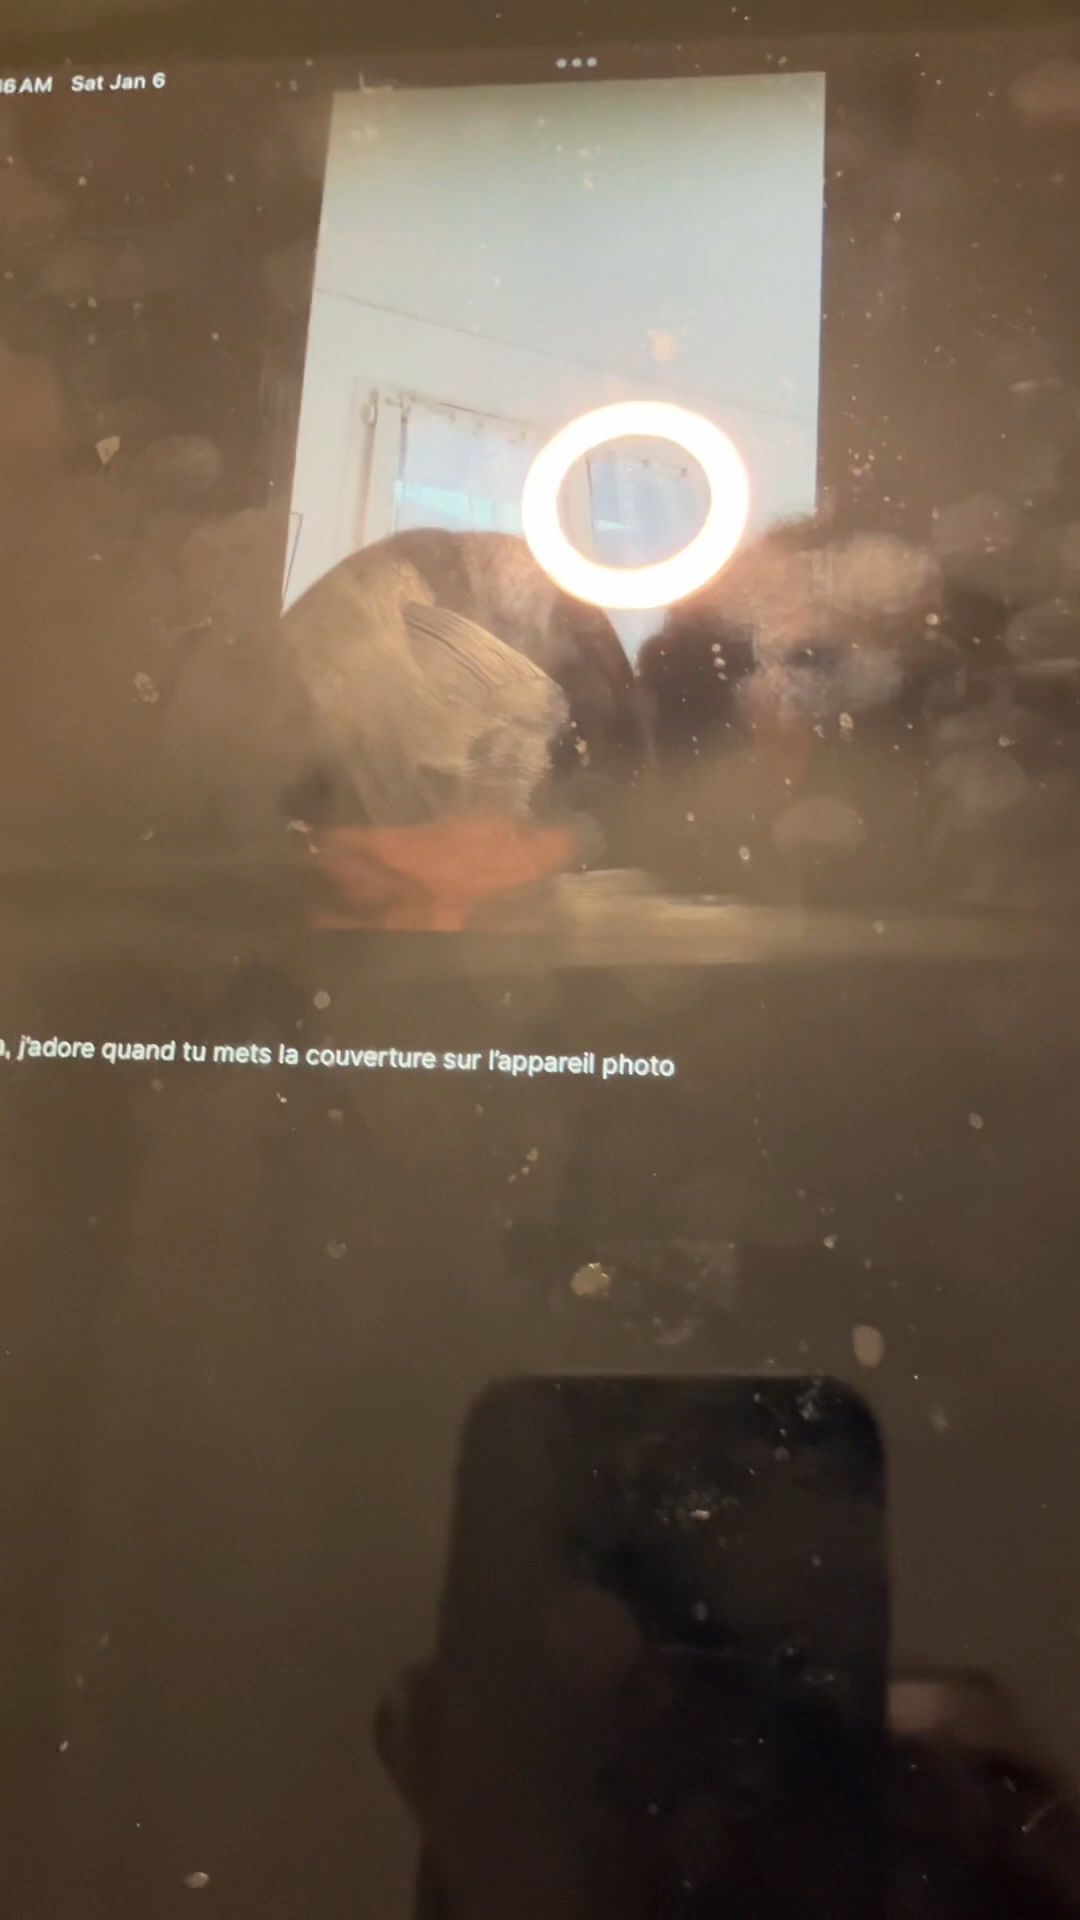 AM Sat Jan 6
j'adore quand tu mets la couverture sur l'appareil photo